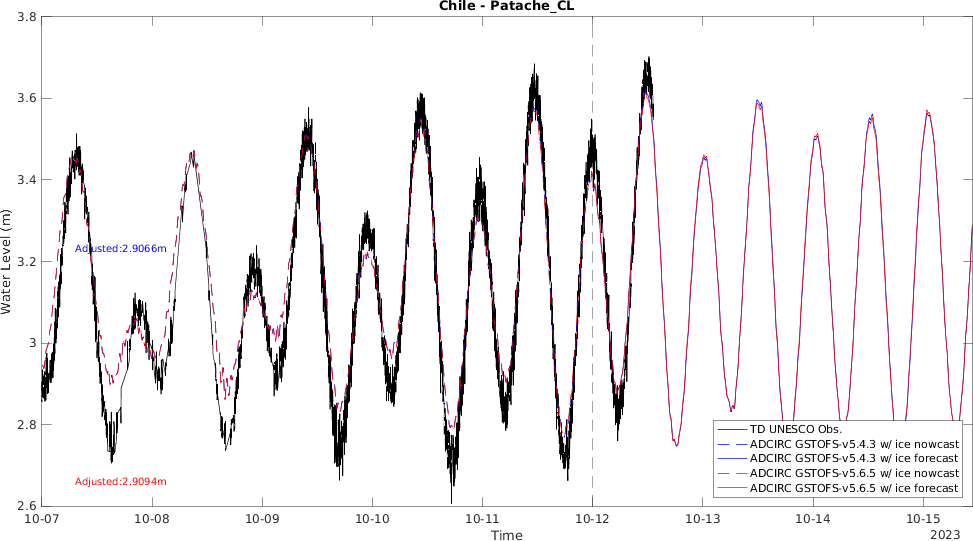 Chile - Patache_CL
3.8
3.6
3.4
3.2
3
2.8
2.6
Water Level (m)
Adjusted:2.9066m
Adjusted:2.9094m
TD UNESCO Obs.
ADCIRC GSTOFS-v5.4.3 w/ ice nowcast
ADCIRC GSTOFS-v5.4.3 w/ ice forecast
ADCIRC GSTOFS-v5.6.5 w/ ice nowcast
ADCIRC GSTOFS-v5.6.5 w/ ice forecast
10-07 10-08 10-09 10-10 10-11 10-12 10-13 10-14 10-15
Time
2023